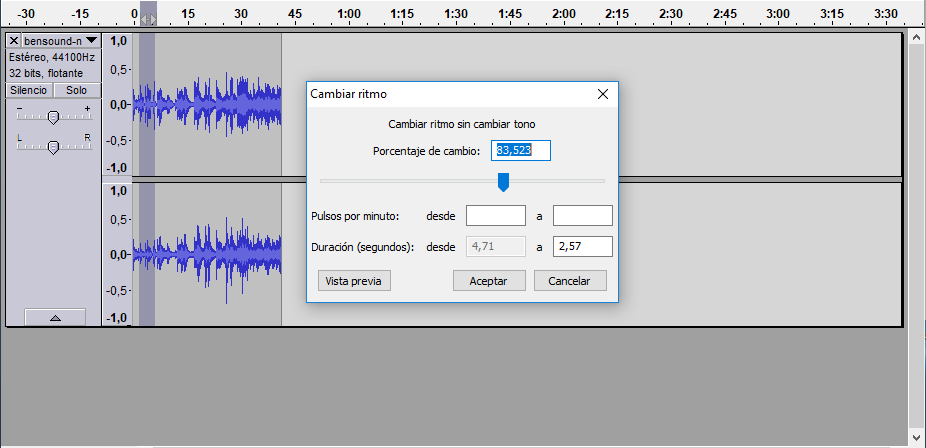 -30 -15 0 15 30 45 1:00 1:15 1:30 1:45 2:00 2:15 2:30 2:45 3:00 3:15 3:30
bensound-n
Estéreo, 44100Hz
32 bits, flotante
Silencio Solo
- +
L R
1,0
0,5-
0,0-
-0,5-
-1,0
1,0
0,5-
0,0-
-0,5-
-1,0
Cambiar ritmo
Cambiar ritmo sin cambiar tono
Porcentaje de cambio: 83,523
Pulsos por minuto: desde a
Duración (segundos): desde 4,71 a 2,57
Vista previa Aceptar Cancelar